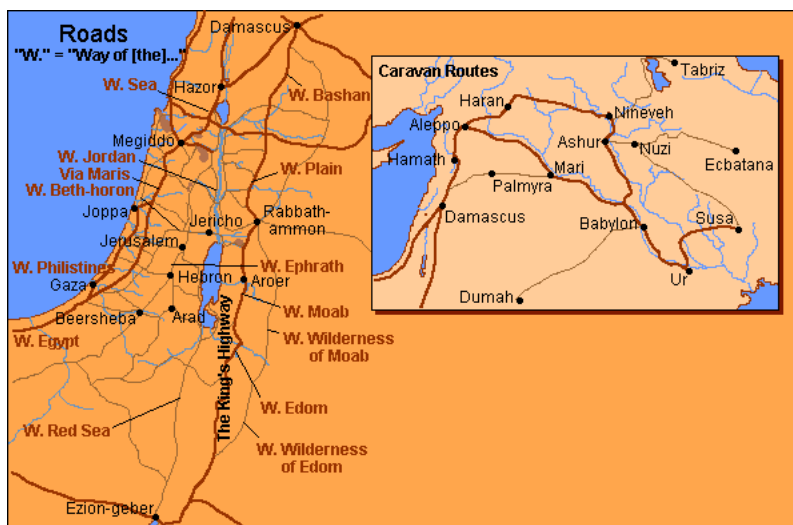 Roads
"W." = "Way of [the]..."
Damascus
W. Sea
Hazor
W. Bashan
Megiddo
W. Jordan
Via Maris
W. Beth-horon
W. Plain
Joppa
Jericho
Rabbath-
ammon
Jerusalem
W. Philistines
Hebron
W. Ephrath
Gaza
Aroer
Beersheba
Arad
W. Moab
W. Egypt
W. Wilderness
of Moab
The King's Highway
W. Edom
W. Red Sea
W. Wilderness
of Edom
Ezion-geber
Caravan Routes
Tabriz
Haran
Nineveh
Aleppo
Ashur
Nuzi
Hamath
Mari
Ecbatana
Palmyra
Damascus
Babylon
Susa
Ur
Dumah